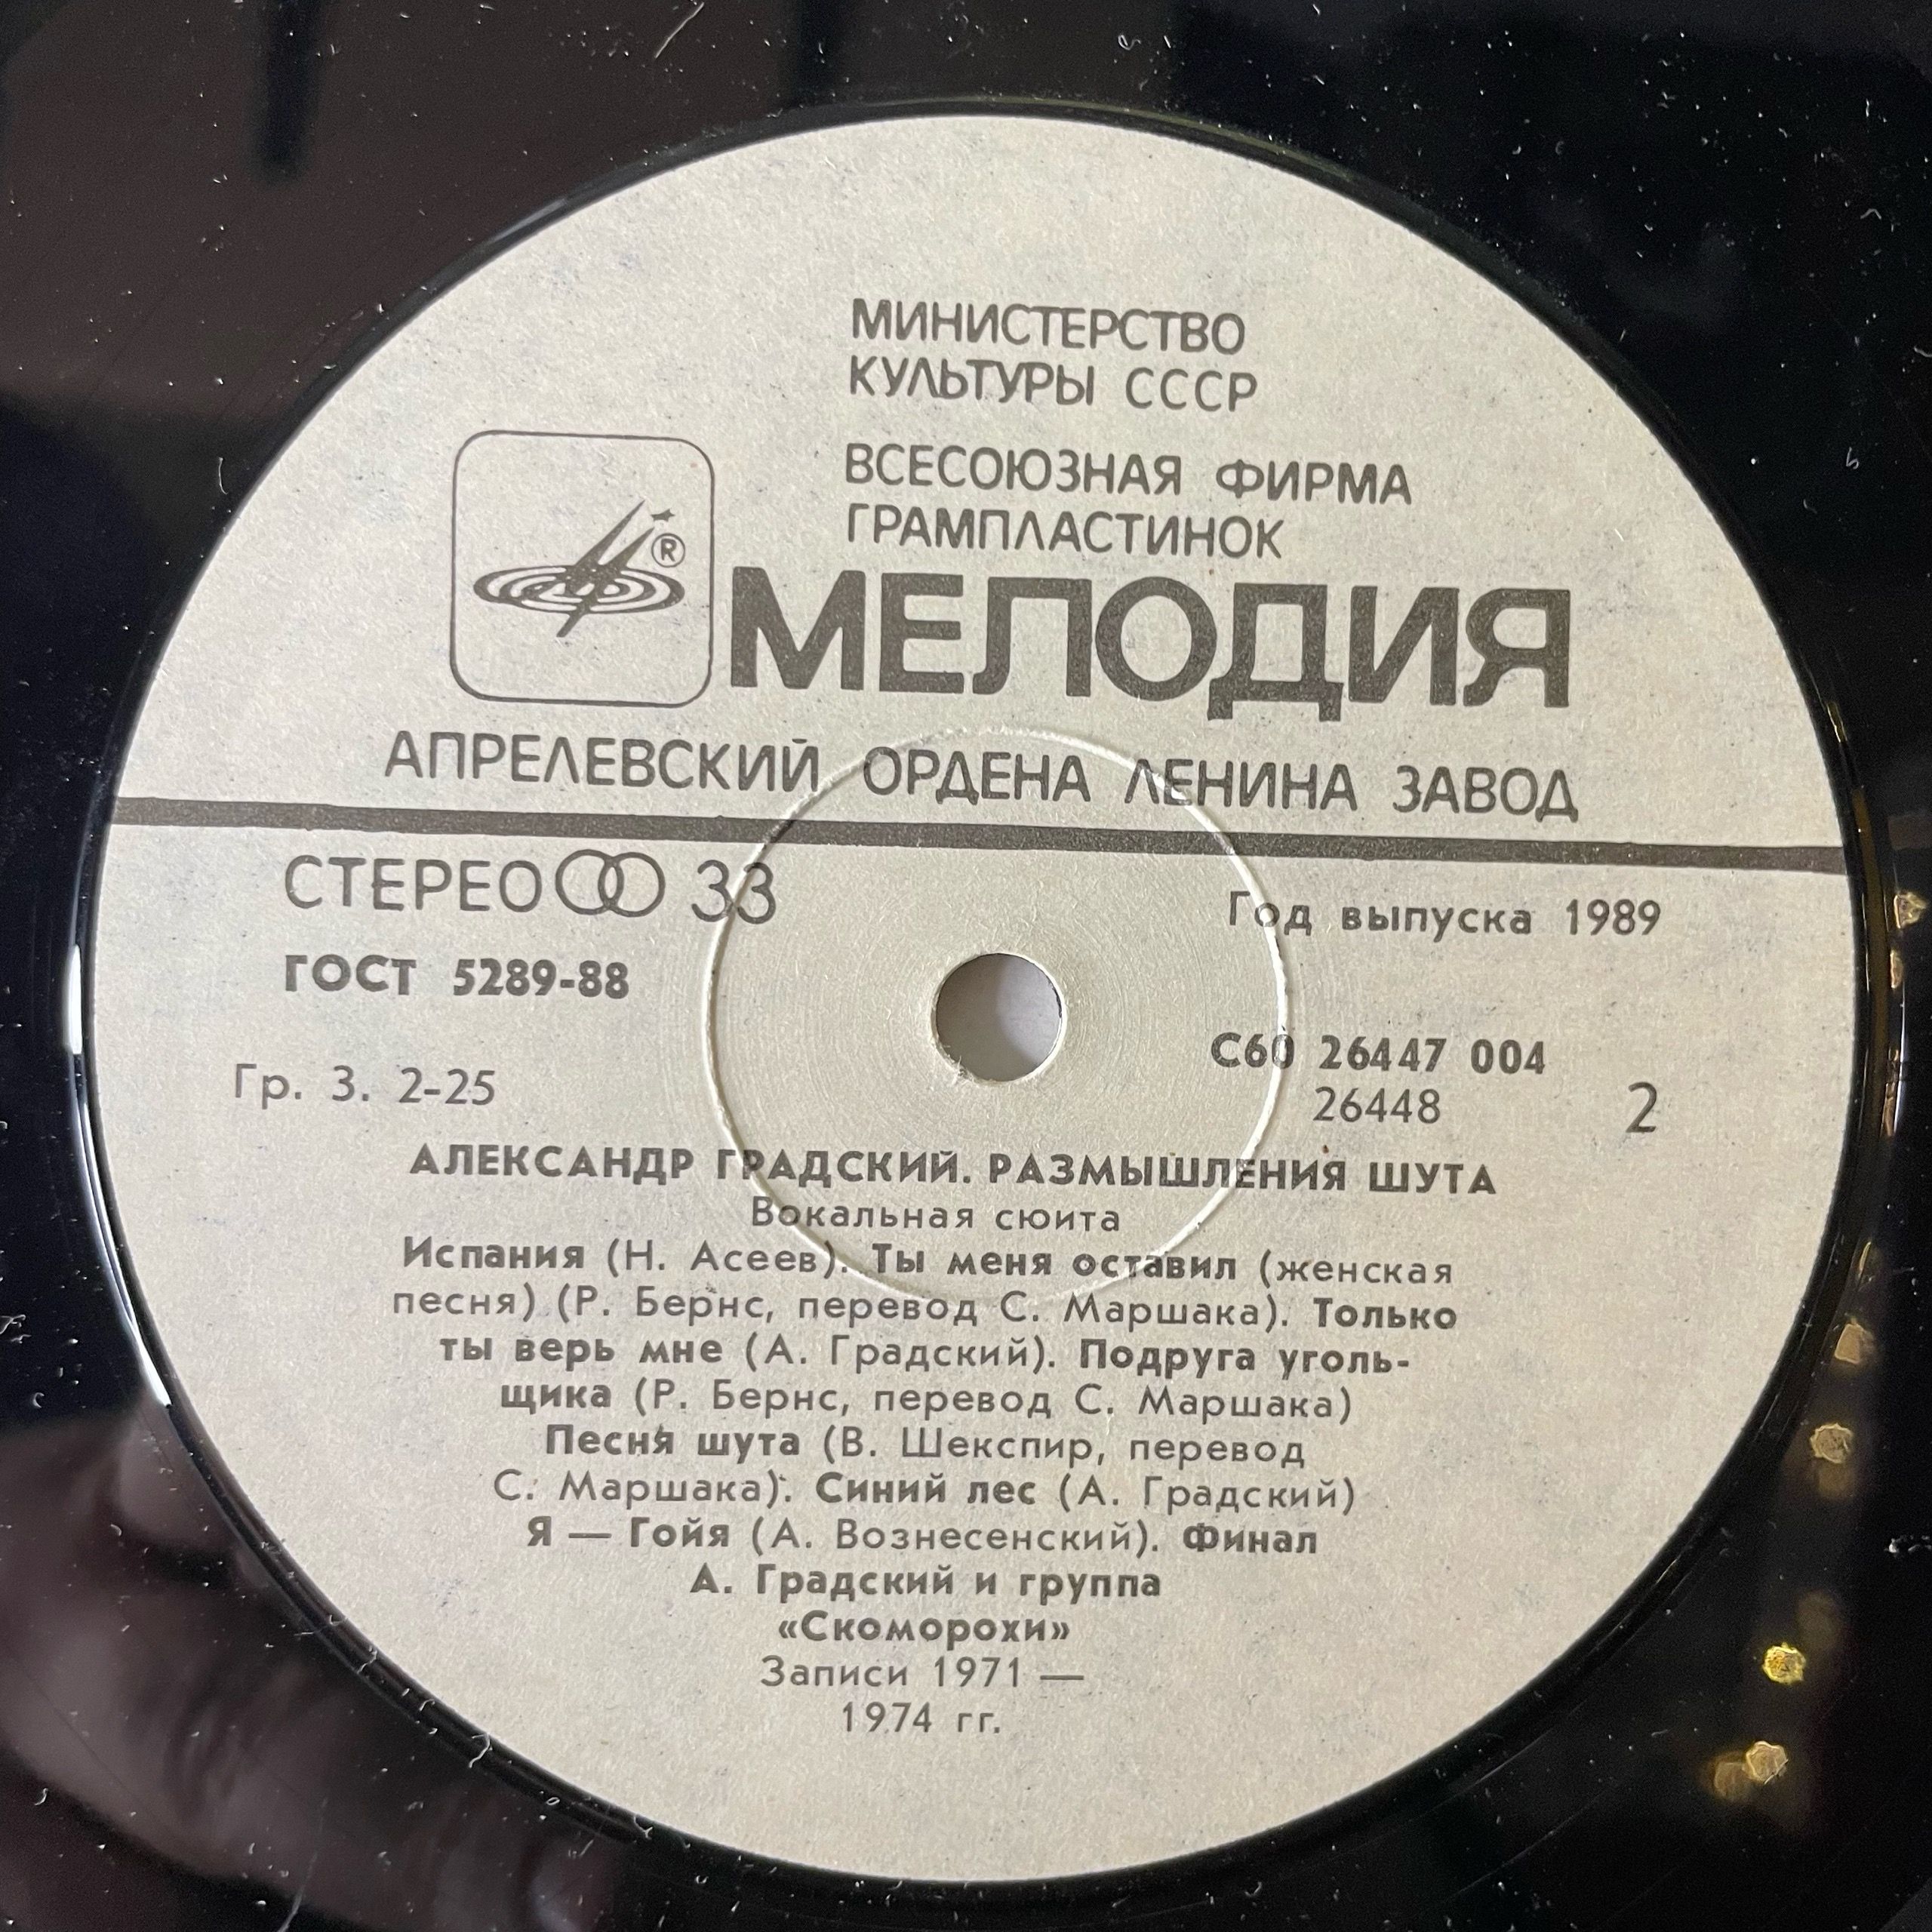 МИНИСТЕРСТВО
КУЛЬТУРЫ СССР
ВСЕСОЮЗНАЯ ФИРМА
ГРАМПЛАСТИНОК
®
МЕЛОДИЯ
АПРЕЛЕВСКИЙ ОРДЕНА ЛЕНИНА ЗАВОД
СТЕРЕО 33
Год выпуска 1989
ГОСТ 5289-88
С60 26447 004
Гр. 3. 2-25
26448
2
АЛЕКСАНДР ГРАДСКИЙ. РАЗМЫШЛЕНИЯ ШУТА
Вокальная сюита
Испания (Н. Асеев). Ты меня оставил (женская
песня) (Р. Бернс, перевод С. Маршака). Только
ты верь мне (А. Градский). Подруга уголь-
щика (Р. Бернс, перевод С. Маршака)
Песня шута (В. Шекспир, перевод
С. Маршака). Синий лес (А. Градский)
Я — Гойя (А. Вознесенский). Финал
А. Градский и группа
«Скоморохи»
Записи 1971 —
1974 гг.